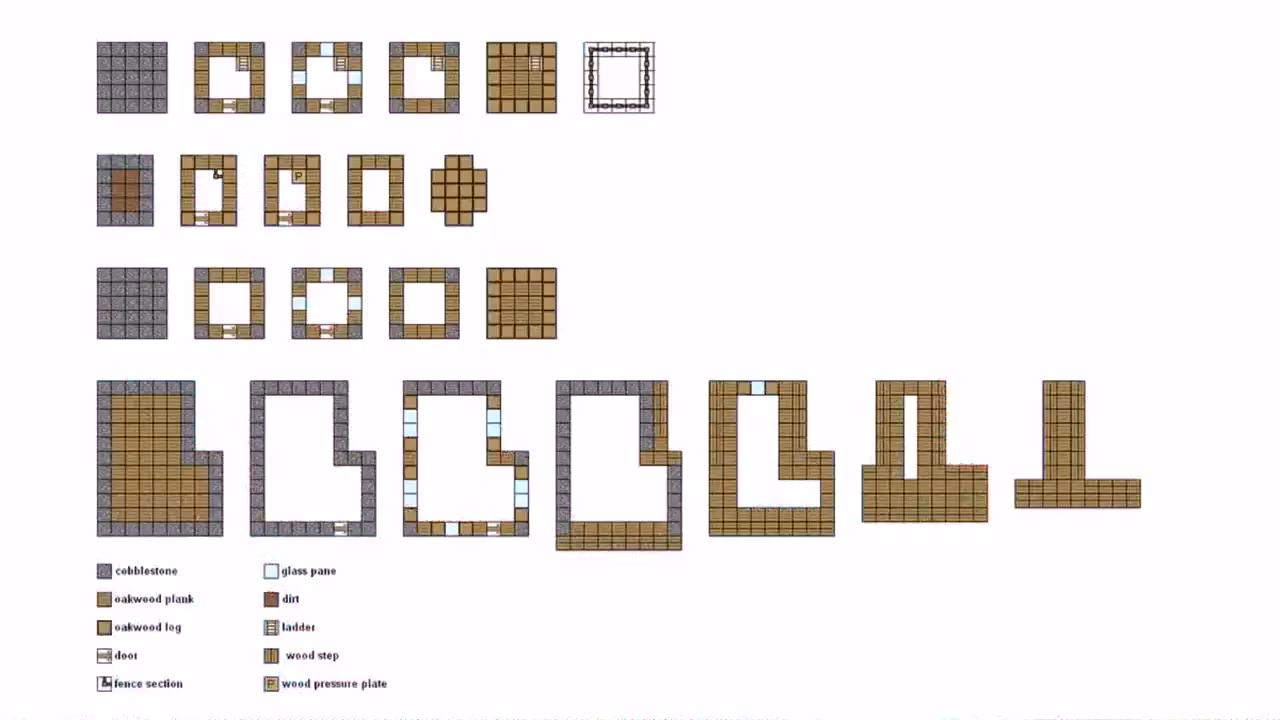 P
P
cobblestone
glass pane
oakwood plank
dirt
oakwood log
ladder
door
wood step
fence section
P wood pressure plate